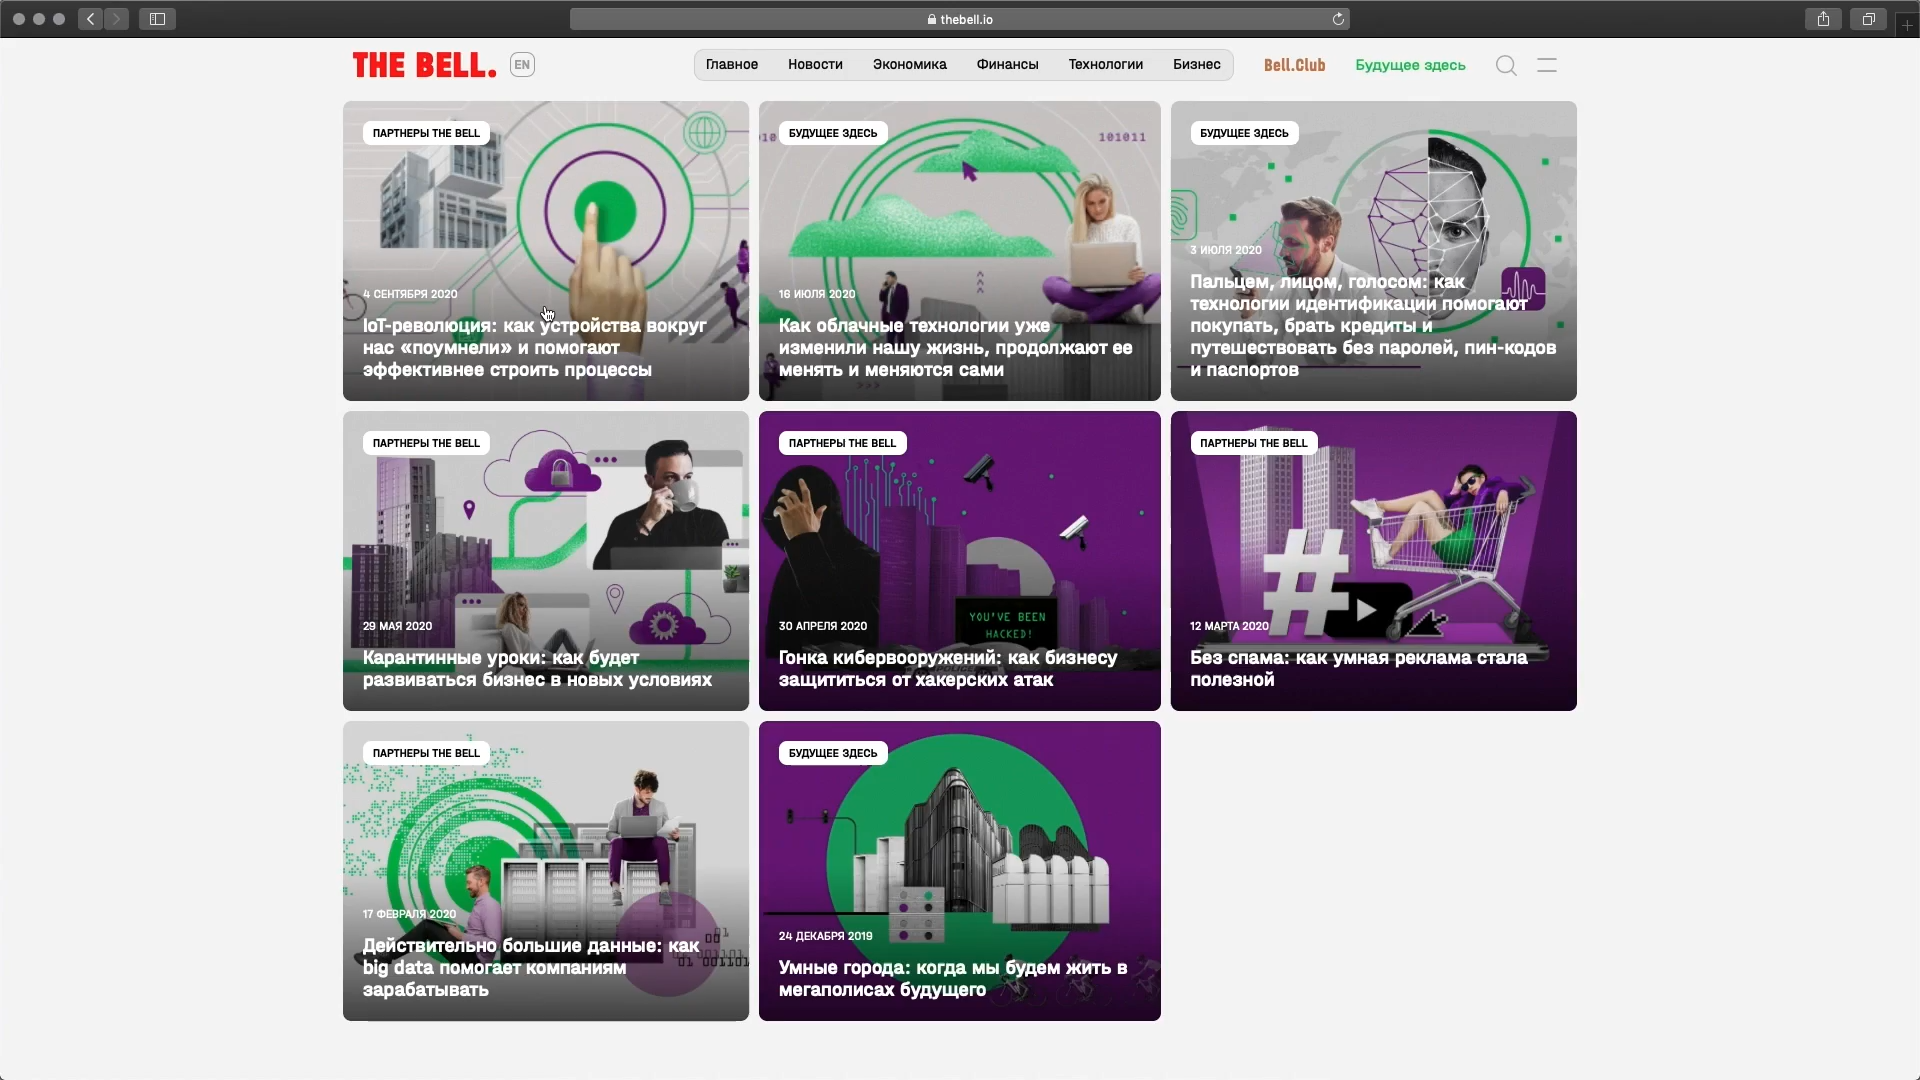 thebell.io
THE BELL.
EN
Главное
Новости
Экономика
Финансы
Технологии
Бизнес
Bell.Club
Будущее здесь
ПАРТНЕРЫ THE BELL
4 СЕНТЯБРЯ 2020
IoT-революция: как устройства вокруг
нас «поумнели» и помогают
эффективнее строить процессы
БУДУЩЕЕ ЗДЕСЬ
101011
16 ИЮЛЯ 2020
Как облачные технологии уже
изменили нашу жизнь, продолжают ее
менять и меняются сами
БУДУЩЕЕ ЗДЕСЬ
3 ИЮЛЯ 2020
Пальцем, лицом, голосом: как
технологии идентификации помогают
покупать, брать кредиты и
путешествовать без паролей, пин-кодов
и паспортов
ПАРТНЕРЫ THE BELL
29 МАЯ 2020
Карантинные уроки: как будет
развиваться бизнес в новых условиях
ПАРТНЕРЫ THE BELL
YOU'VE BEEN
HACKED!
30 АПРЕЛЯ 2020
Гонка кибервооружений: как бизнесу
защититься от хакерских атак
ПАРТНЕРЫ THE BELL
#
12 МАРТА 2020
Без спама: как умная реклама стала
полезной
ПАРТНЕРЫ THE BELL
17 ФЕВРАЛЯ 2020
Действительно большие данные: как
big data помогает компаниям
зарабатывать
БУДУЩЕЕ ЗДЕСЬ
24 ДЕКАБРЯ 2019
Умные города: когда мы будем жить в
мегаполисах будущего